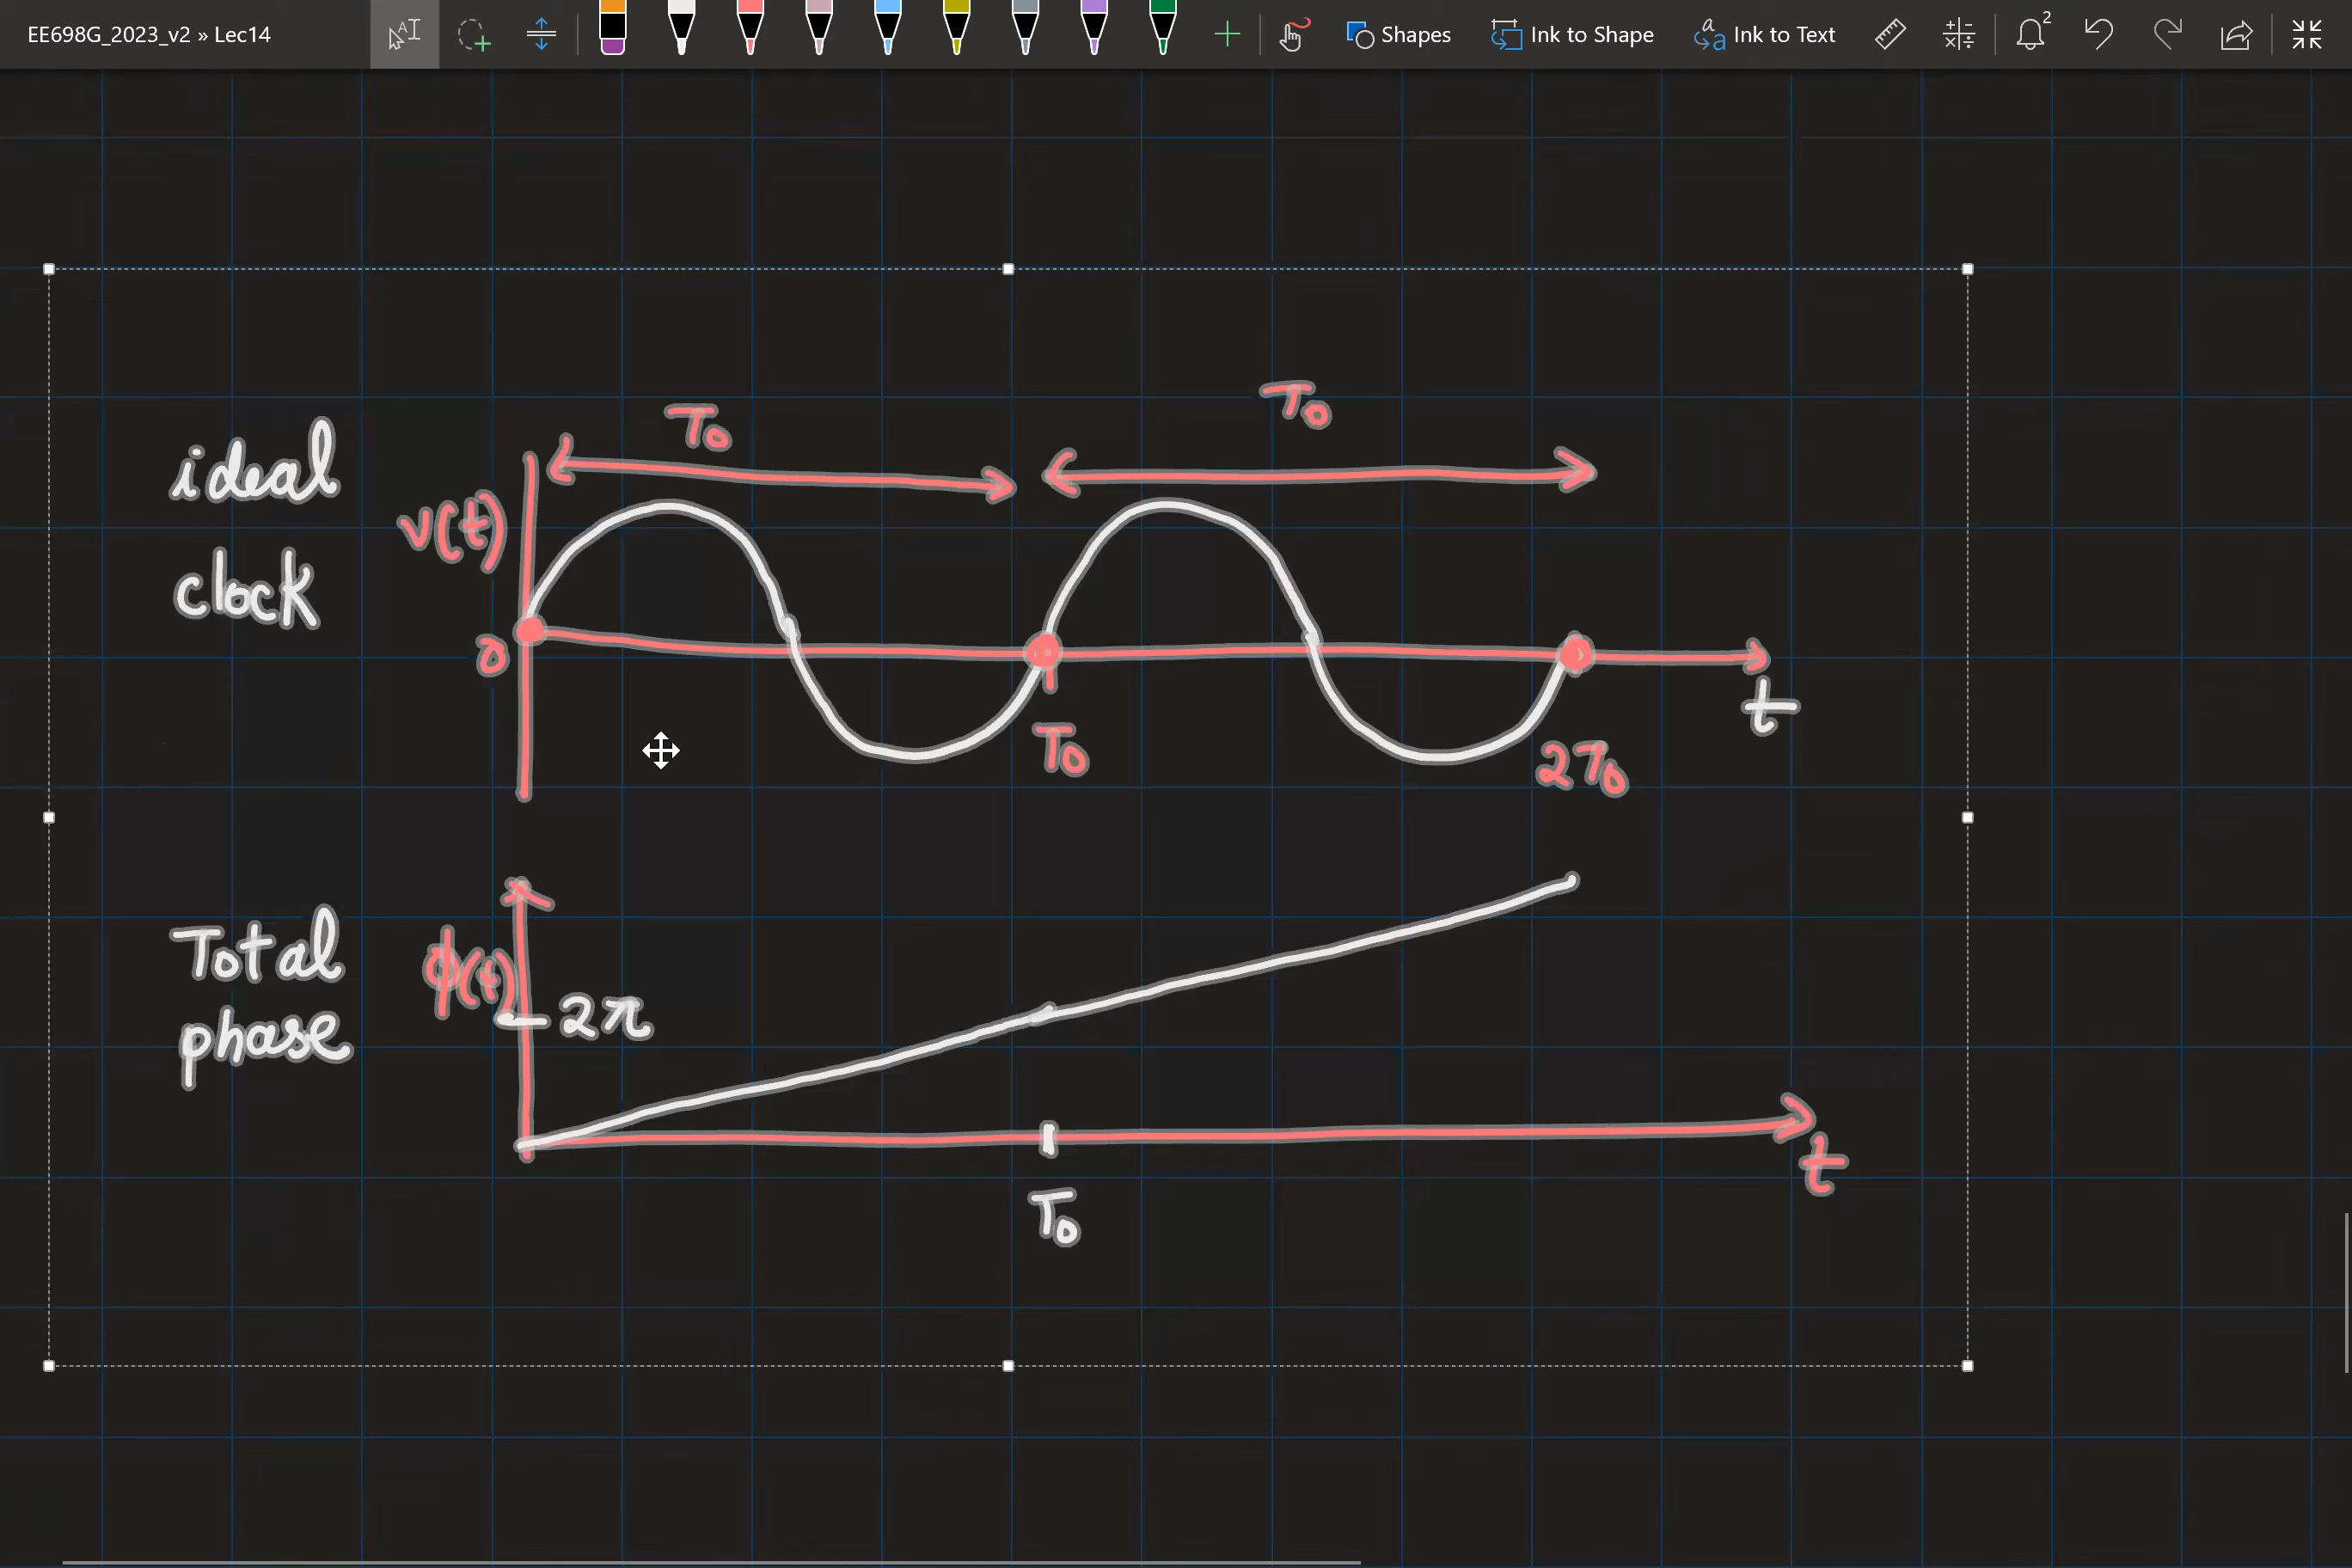 EE698G_2023_v2 » Lec14
Shapes
Ink to Shape
Ink to Text
2
T₀
T₀
ideal
clock
v(t)
0
T₀
2T₀
t
Total
phase
ϕ(t)
2π
T₀
t